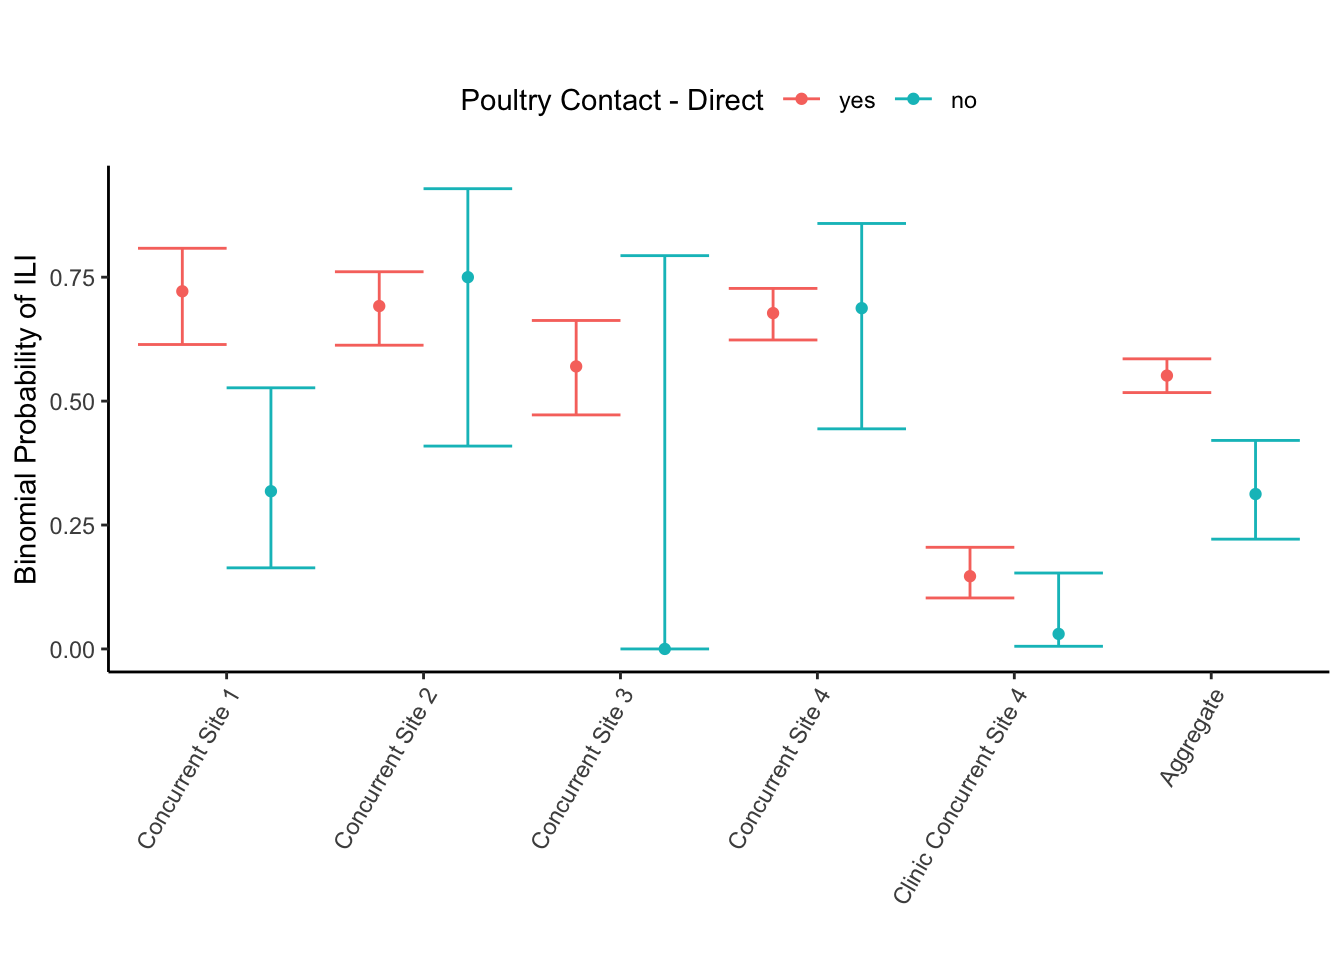 Poultry Contact - Direct yes no
Binomial Probability of ILI
0.75
0.50
0.25
0.00
Concurrent Site 1
Concurrent Site 2
Concurrent Site 3
Concurrent Site 4
Clinic Concurrent Site 4
Aggregate